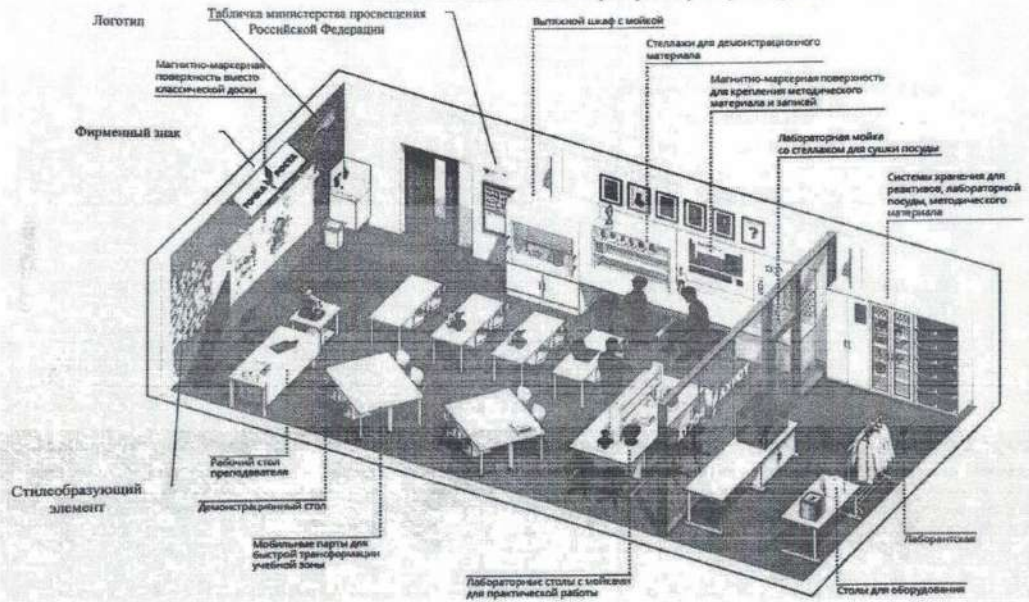 Логотип
Табличка министерства просвещения
Российской Федерации
Вытяжной шкаф с мойкой
Стеллажи для демонстрационного
материала
Магнитно-маркерная
поверхность вместо
классической доски
Магнитно-маркерная поверхность
для крепления методического
материала и записей
Фирменный знак
Лабораторная мойка
со стеллажом для сушки посуды
Системы хранения для
реактивов, лабораторной
посуды, методического
материала
ТОЧКА РОСТА
?
Рабочий стол
преподавателя
Стилеобразующий
элемент
Демонстрационный стол
Мобильные парты для
быстрой трансформации
учебной зоны
Лаборантская
Лабораторные столы с мойками
для практической работы
Столы для оборудования